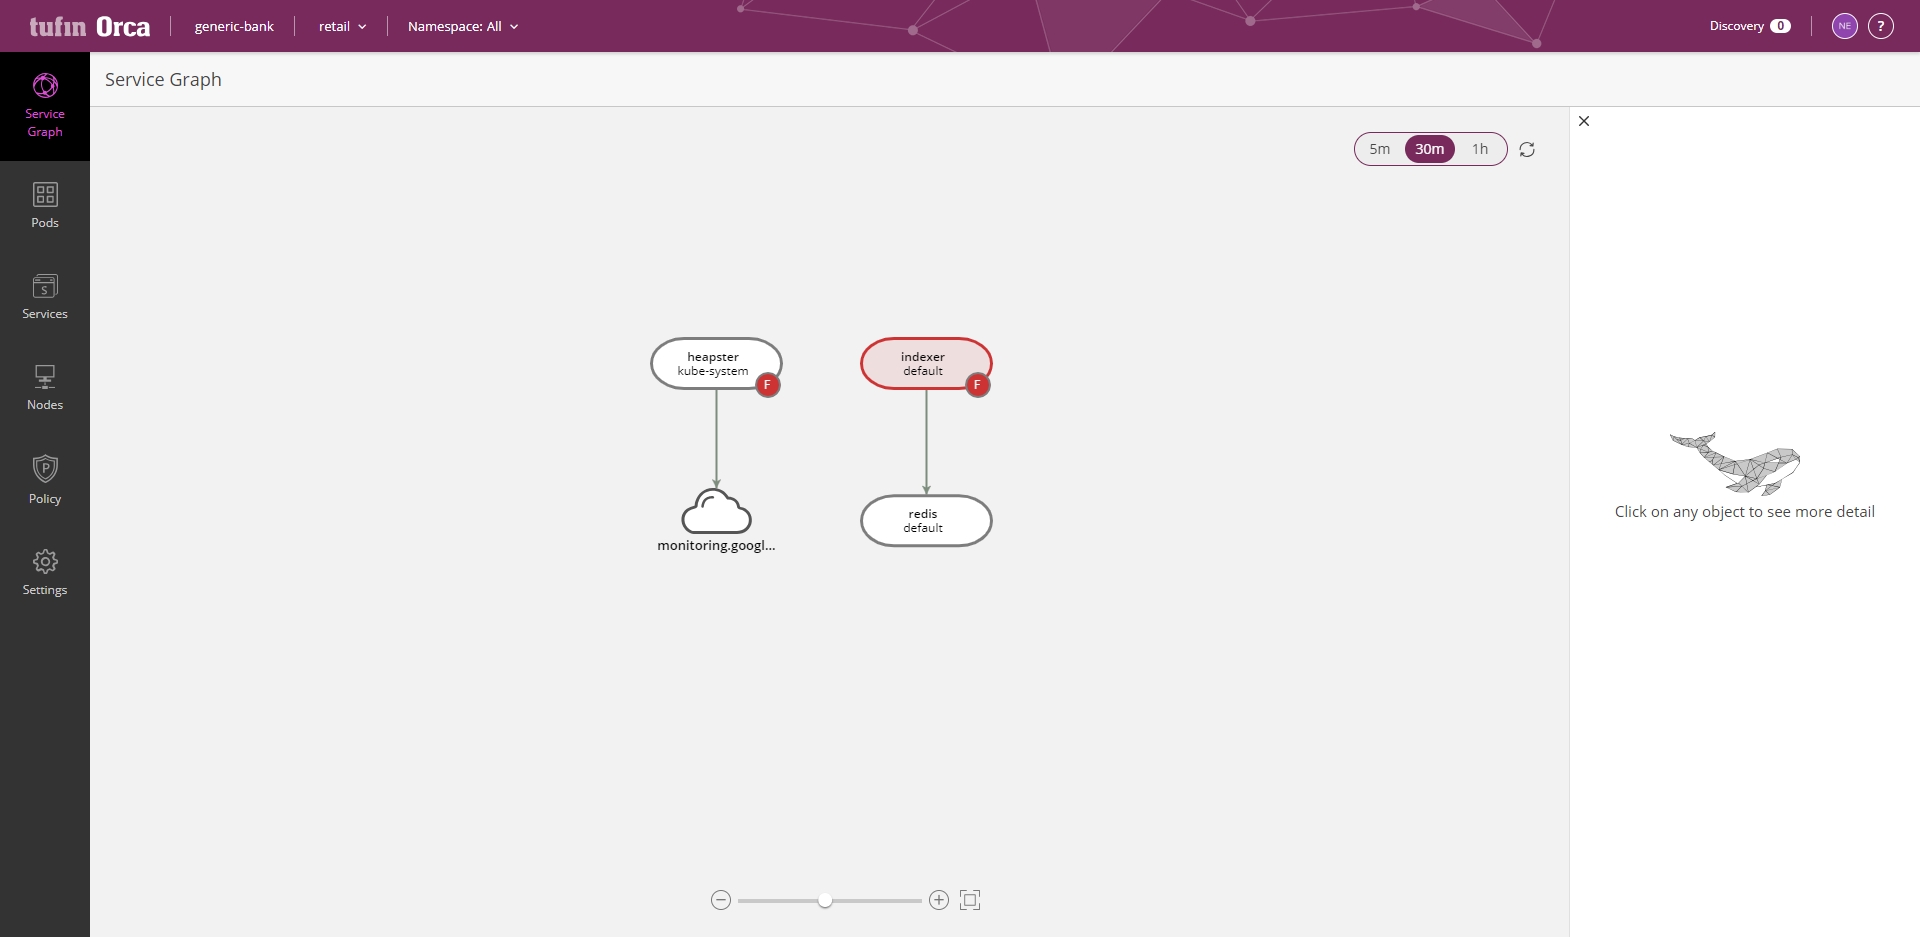 tufin Orca
generic-bank
retail
Namespace: All
Discovery 0
NE
?
Service
Graph
Pods
S
Services
Nodes
P
Policy
Settings
Service Graph
5m 30m 1h
heapster
kube-system
F
indexer
default
F
monitoring.googl...
redis
default
Click on any object to see more detail